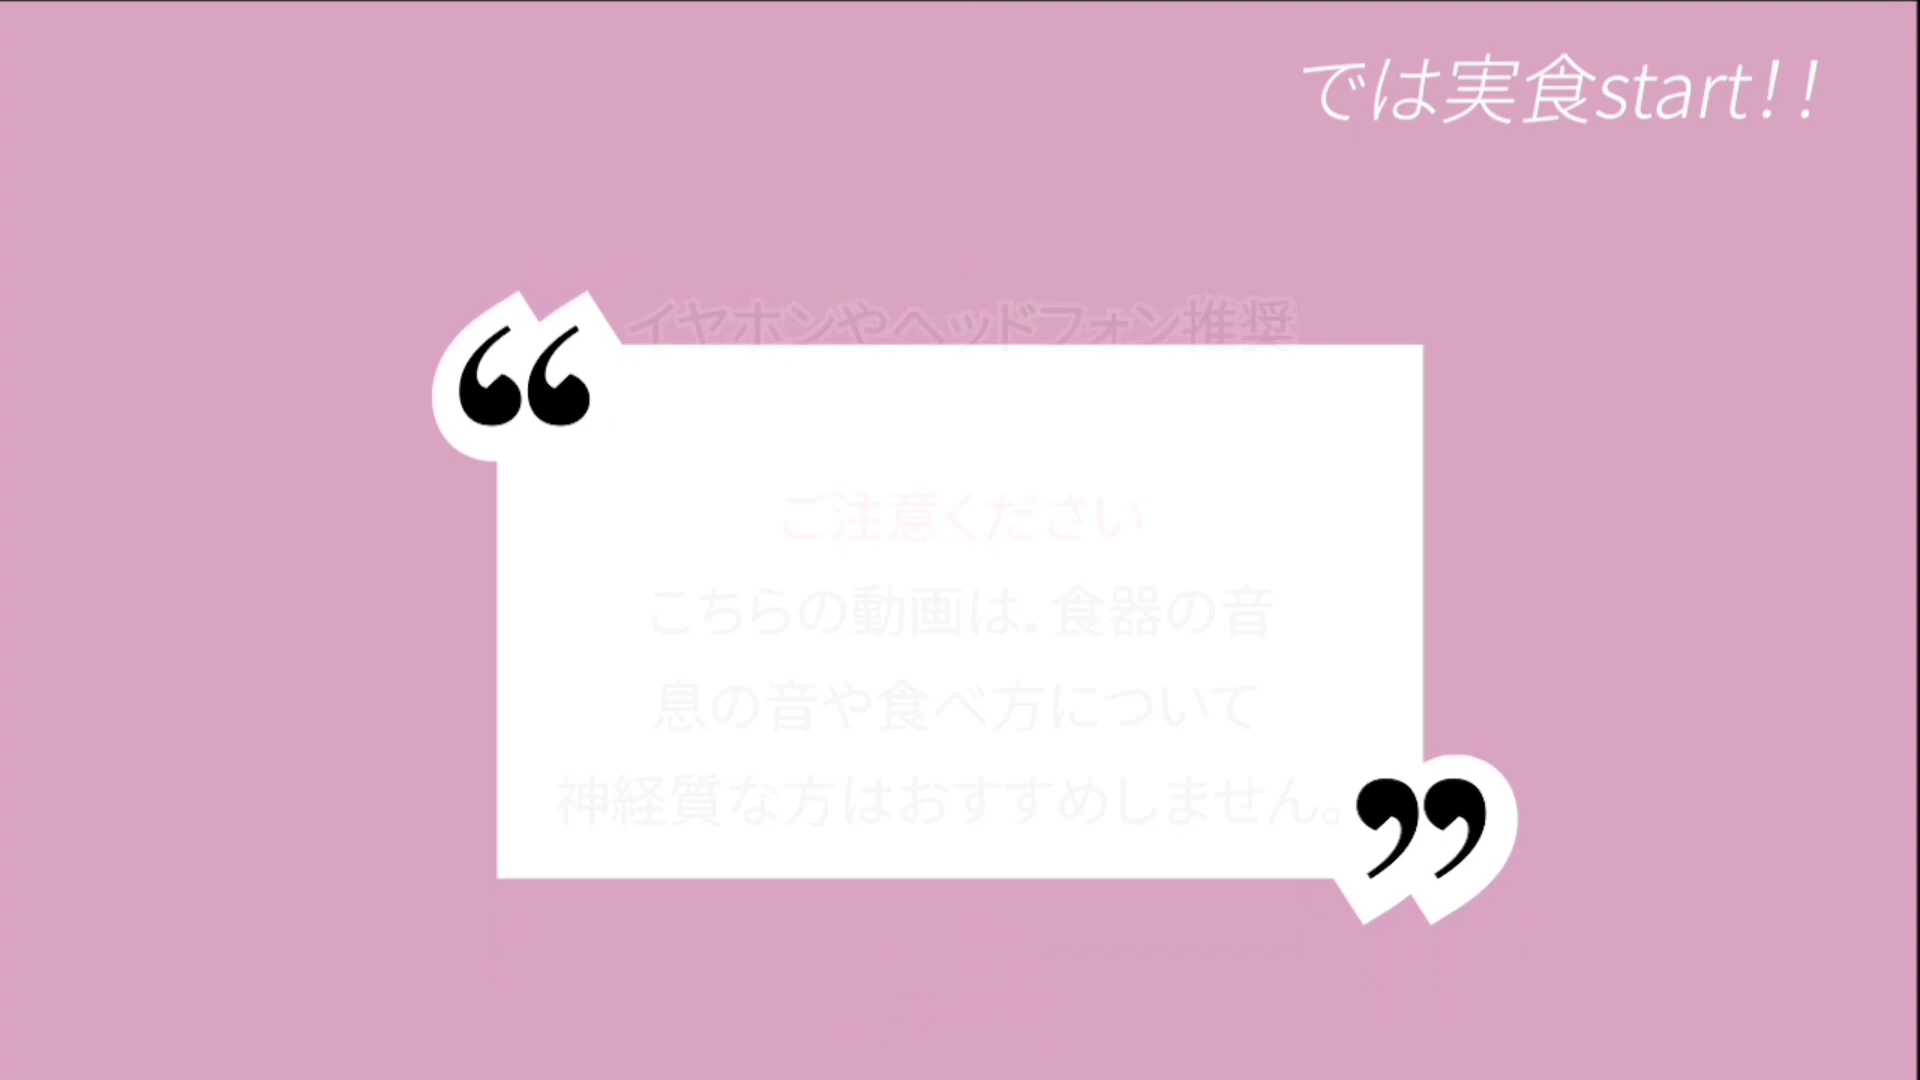 では実食start!!
イヤホンやヘッドフォン推奨
ご注意ください
こちらの動画は.食器の音
息の音や食べ方について
神経質な方はおすすめしません。